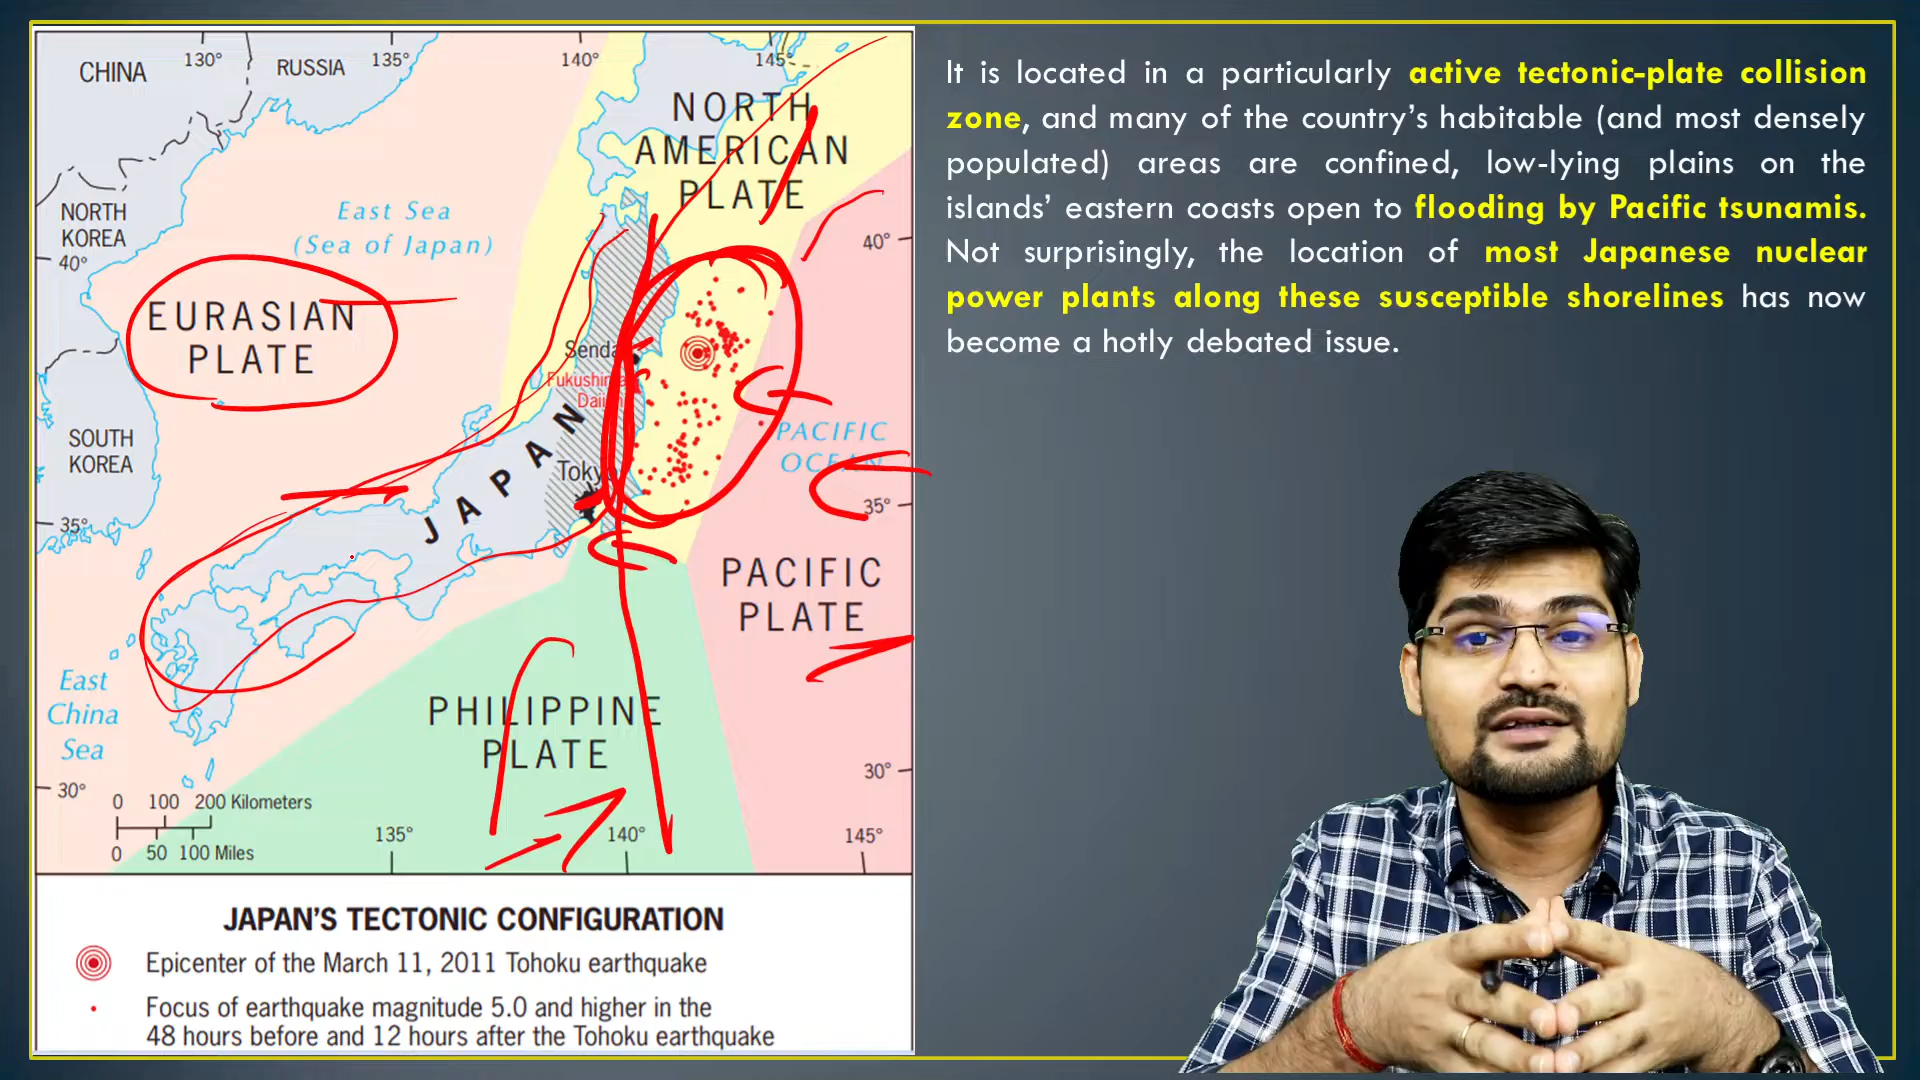 CHINA
130°
RUSSIA
135°
140°
145°
NORTH
AMERICAN
PLATE
NORTH
KOREA
40°
East Sea
(Sea of Japan)
40°
EURASIAN
PLATE
Sendai
Fukushima
Daiichi
SOUTH
KOREA
JAPAN
Tokyo
PACIFIC
OCEAN
35°
35°
PACIFIC
PLATE
East
China
Sea
PHILIPPINE
PLATE
30°
30°
0 100 200 Kilometers
0 50 100 Miles
135°
140°
145°
JAPAN'S TECTONIC CONFIGURATION
Epicenter of the March 11, 2011 Tohoku earthquake
Focus of earthquake magnitude 5.0 and higher in the
48 hours before and 12 hours after the Tohoku earthquake
It is located in a particularly active tectonic-plate collision
zone, and many of the country's habitable (and most densely
populated) areas are confined, low-lying plains on the
islands' eastern coasts open to flooding by Pacific tsunamis.
Not surprisingly, the location of most Japanese nuclear
power plants along these susceptible shorelines has now
become a hotly debated issue.